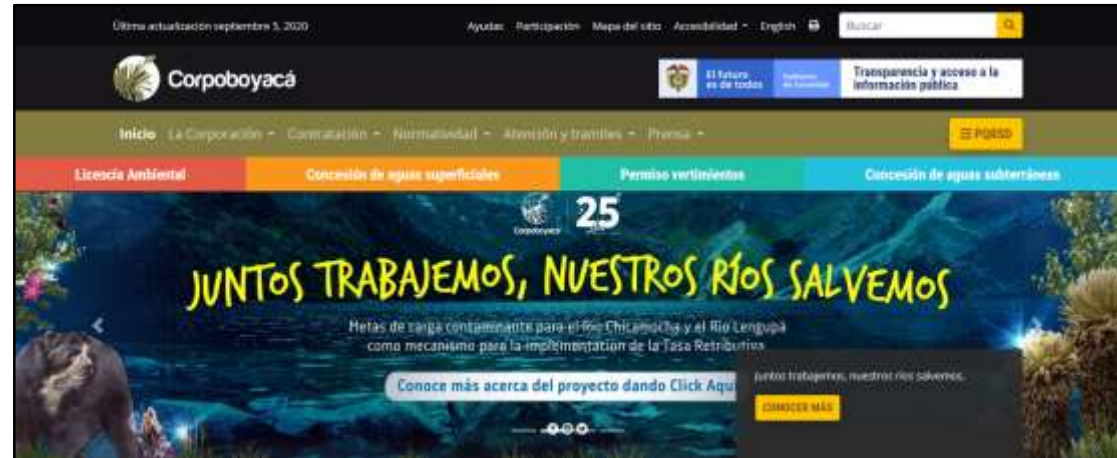 Última actualización septiembre 5, 2020 Ayudas Participación Mapa del sitio Accesibilidad English Buscar
Corpoboyacá El futuro es de todos Transparencia y acceso a la información pública
Inicio La Corporación Contratación Normatividad Atención y tramites Prensa PQRSD
Licencia Ambiental Concesión de aguas superficiales Permiso vertimientos Concesión de aguas subterráneas
Corpoboyacá 25
JUNTOS TRABAJEMOS, NUESTROS RÍOS SALVEMOS
Metas de carga contaminante para el Río Chicamocha y el Río Lengupá
como mecanismo para la implementación de la Tasa Retributiva
Conoce más acerca del proyecto dando Click Aquí
Juntos trabajemos, nuestros ríos salvemos.
CONOCER MÁS